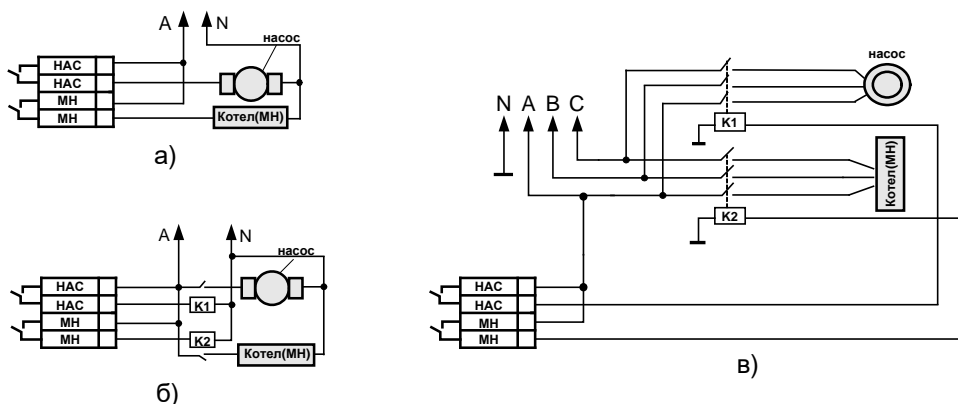 A N
насос
НАС
НАС
МН
МН
Котел(МН)
а)
A N
насос
НАС
НАС
МН
МН
K1
K2
Котел(МН)
б)
насос
N A B C
K1
Котел(МН)
K2
НАС
НАС
МН
МН
в)